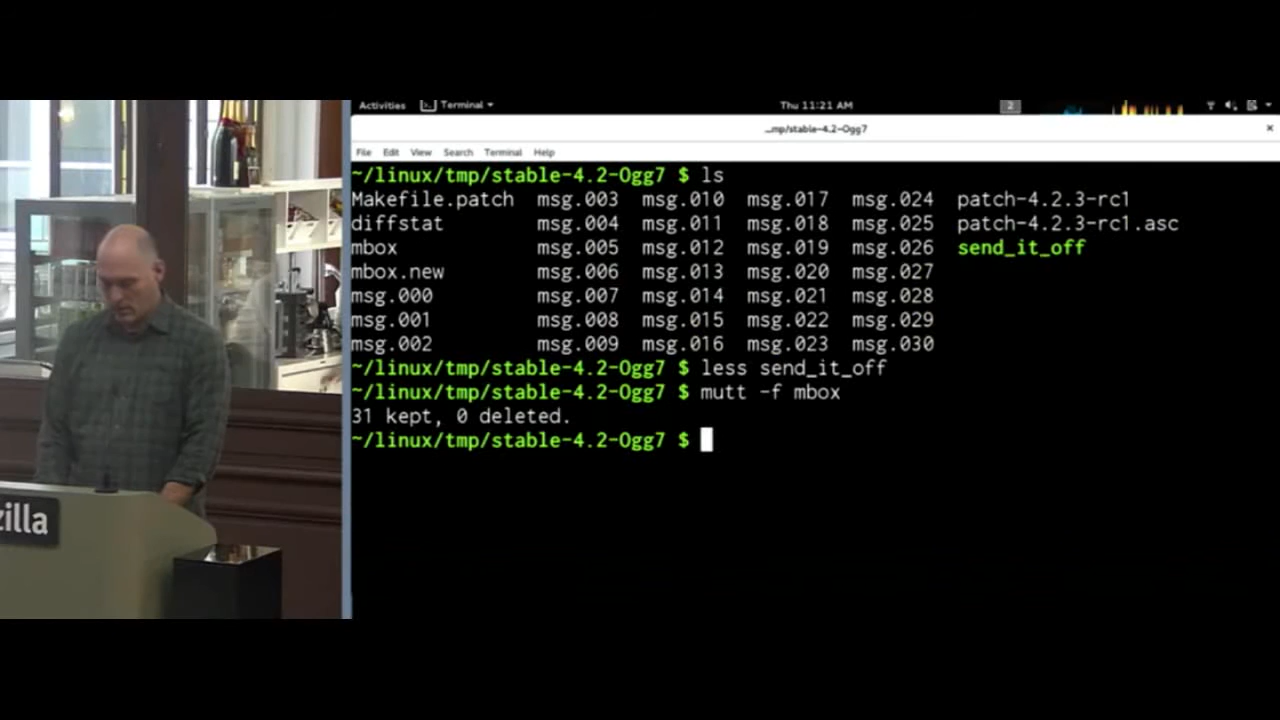 Activities Terminal Thu 11:21 AM 2
_mp/stable-4.2-Ogg7 ×
File Edit View Search Terminal Help
~/linux/tmp/stable-4.2-Ogg7 $ ls
Makefile.patch msg.003 msg.010 msg.017 msg.024 patch-4.2.3-rc1
diffstat msg.004 msg.011 msg.018 msg.025 patch-4.2.3-rc1.asc
mbox msg.005 msg.012 msg.019 msg.026 send_it_off
mbox.new msg.006 msg.013 msg.020 msg.027
msg.000 msg.007 msg.014 msg.021 msg.028
msg.001 msg.008 msg.015 msg.022 msg.029
msg.002 msg.009 msg.016 msg.023 msg.030
~/linux/tmp/stable-4.2-Ogg7 $ less send_it_off
~/linux/tmp/stable-4.2-Ogg7 $ mutt -f mbox
31 kept, 0 deleted.
~/linux/tmp/stable-4.2-Ogg7 $
zilla